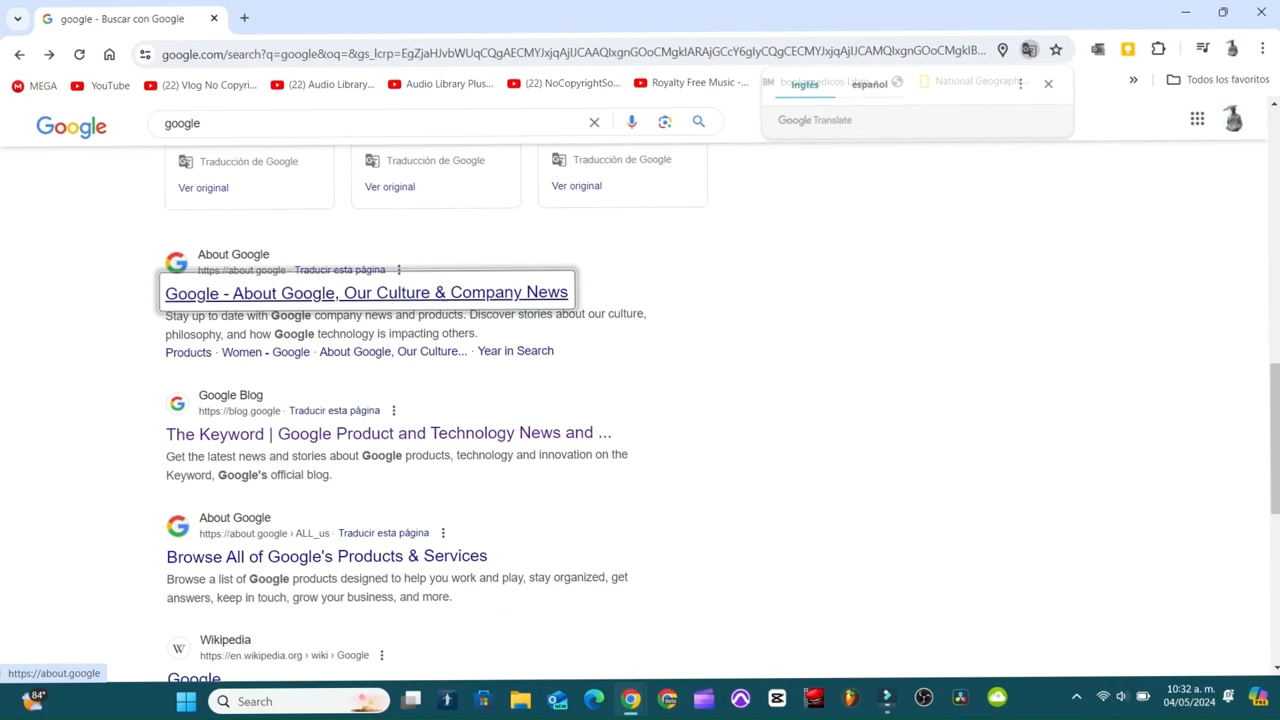 google - Buscar con Google
google.com/search?q=google&oq=&gs_lcrp=
MEGA
YouTube
(22) Vlog No Copyri...
(22) Audio Library...
Audio Library Plus...
(22) NoCopyrightSo...
Royalty Free Music -...
National Geograph...
Todos los favoritos
Inglés
español
Google Translate
Google
google
Traducción de Google
Traducción de Google
Traducción de Google
Ver original
Ver original
Ver original
About Google
https://about.google · Traducir esta página
Google - About Google, Our Culture & Company News
Stay up to date with Google company news and products. Discover stories about our culture,
philosophy, and how Google technology is impacting others.
Products · Women - Google · About Google, Our Culture... · Year in Search
Google Blog
https://blog.google · Traducir esta página
The Keyword | Google Product and Technology News and ...
Get the latest news and stories about Google products, technology and innovation on the
Keyword, Google's official blog.
About Google
https://about.google › ALL_us · Traducir esta página
Browse All of Google's Products & Services
Browse a list of Google products designed to help you work and play, stay organized, get
answers, keep in touch, grow your business, and more.
Wikipedia
https://en.wikipedia.org › wiki › Google
Google
https://about.google
84°
Search
10:32 a. m.
04/05/2024